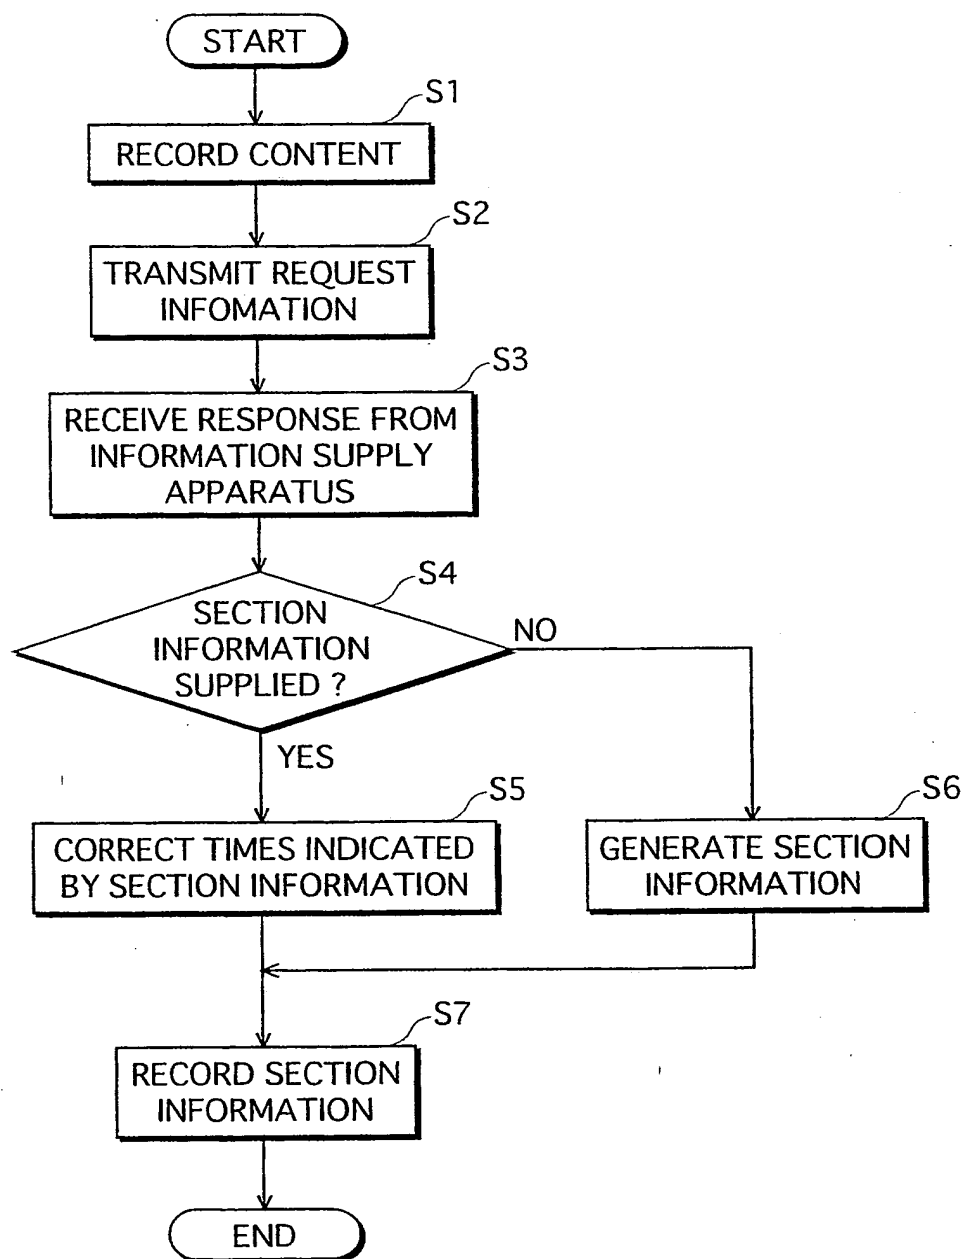 START
S1
RECORD CONTENT
S2
TRANSMIT REQUEST
INFOMATION
S3
RECEIVE RESPONSE FROM
INFORMATION SUPPLY
APPARATUS
S4
SECTION
INFORMATION
SUPPLIED ?
NO
YES
S5
CORRECT TIMES INDICATED
BY SECTION INFORMATION
S6
GENERATE SECTION
INFORMATION
S7
RECORD SECTION
INFORMATION
END